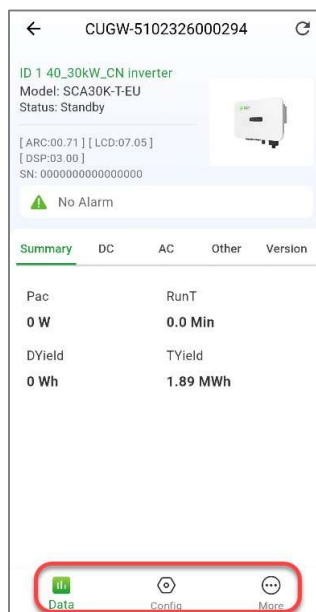 CUGW-5102326000294
ID 1 40_30kW_CN inverter
Model: SCA30K-T-EU
Status: Standby
[ ARC:00.71 ] [ LCD:07.05 ]
[ DSP:03.00 ]
SN: 0000000000000000
No Alarm
Summary DC AC Other Version
Pac RunT
0 W 0.0 Min
DYield TYield
0 Wh 1.89 MWh
Data Config More